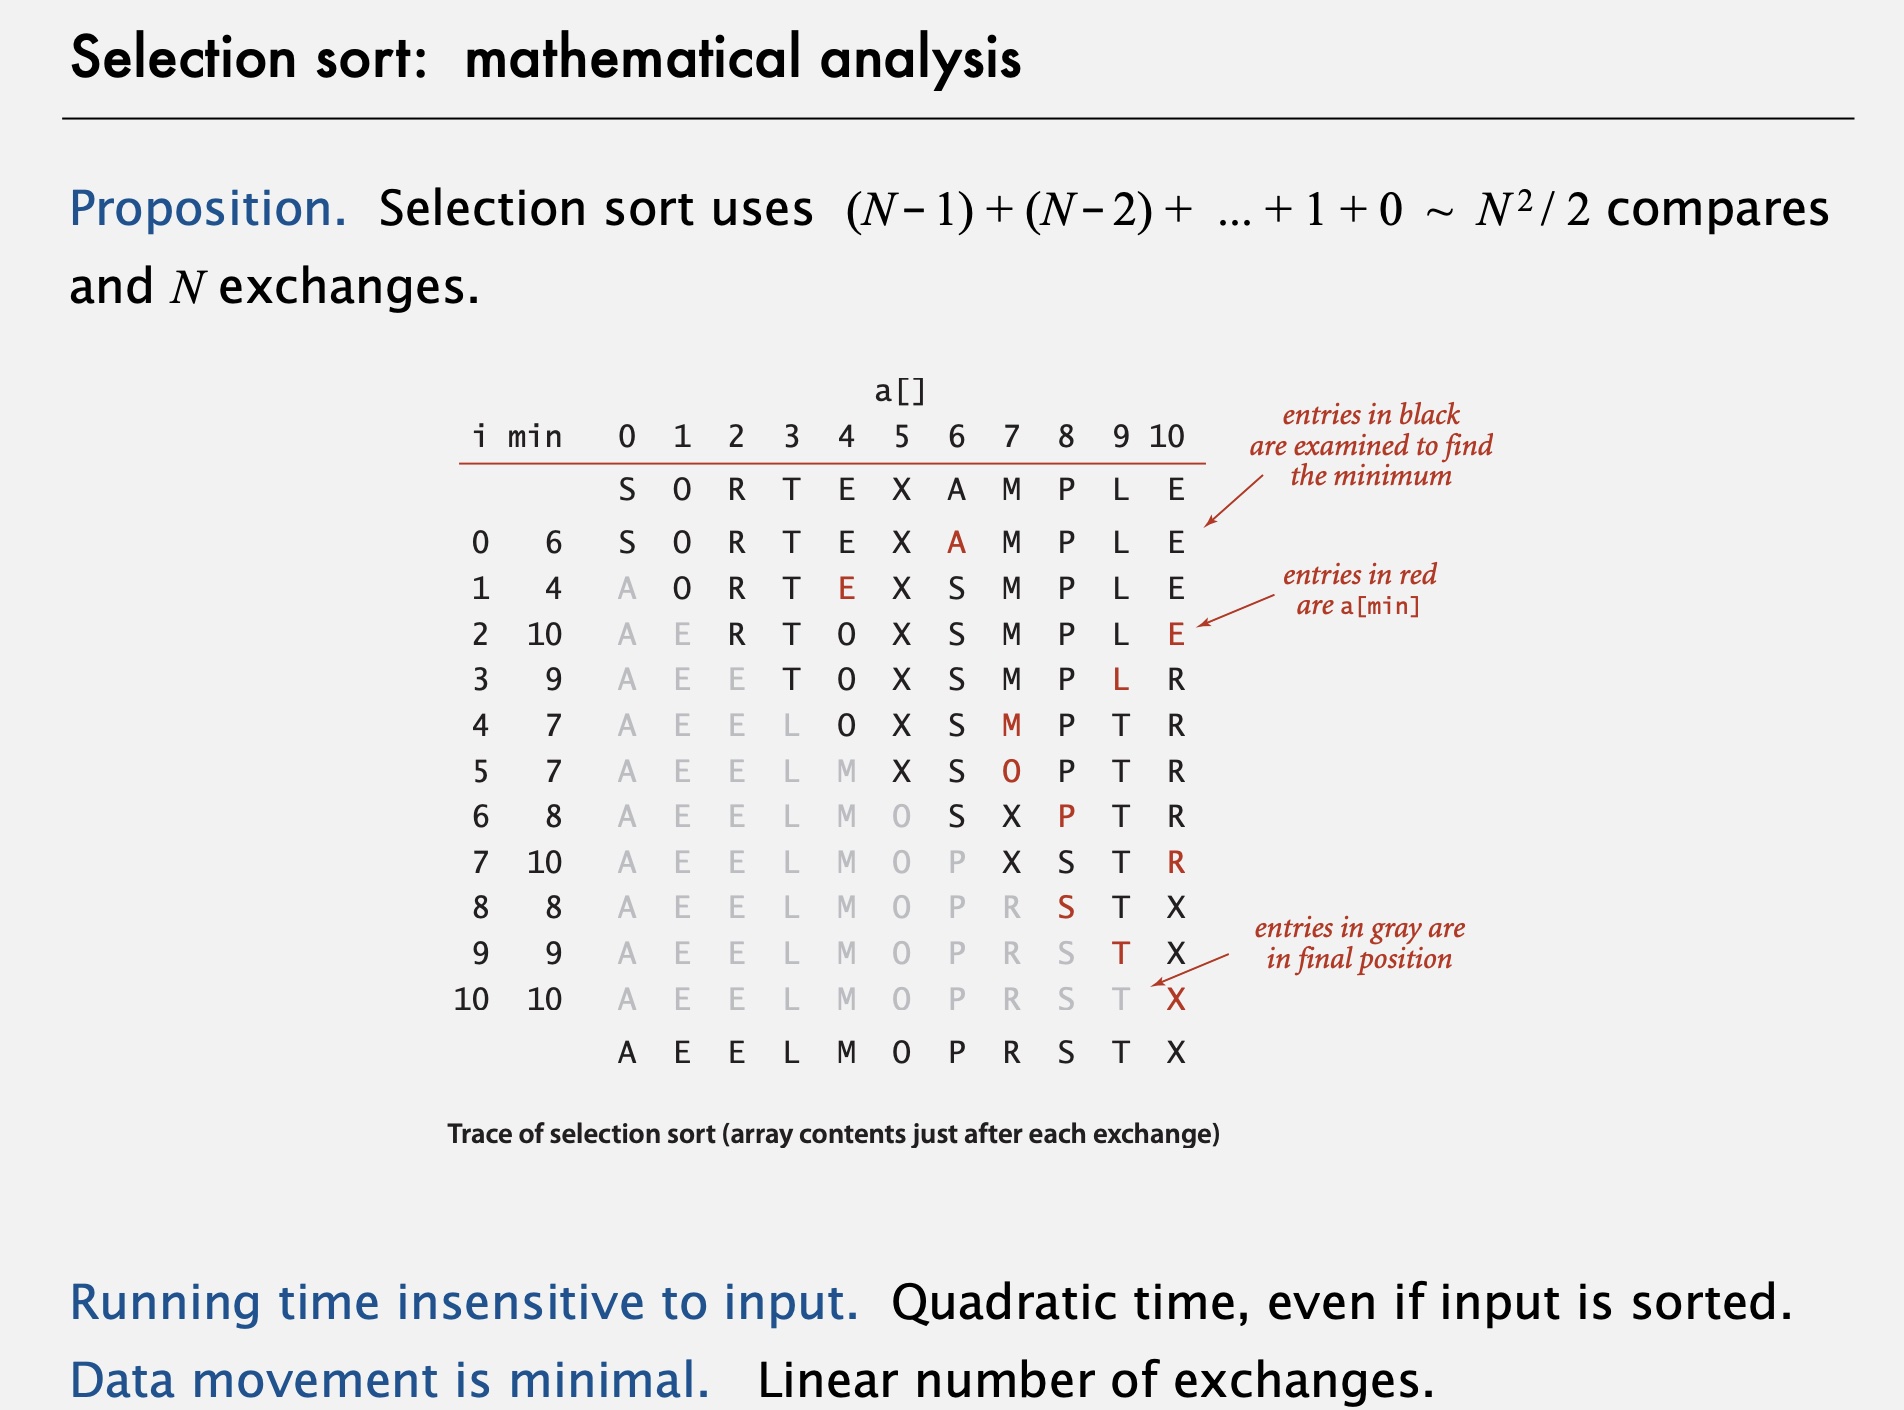 Selection sort: mathematical analysis
Proposition. Selection sort uses (N – 1) + (N – 2) + ... + 1 + 0 ~ N² / 2 compares
and N exchanges.
a[]
i min 0 1 2 3 4 5 6 7 8 9 10
S O R T E X A M P L E
0 6 S O R T E X A M P L E
1 4 A O R T E X S M P L E
2 10 A E R T O X S M P L E
3 9 A E E T O X S M P L R
4 7 A E E L O X S M P T R
5 7 A E E L M X S O P T R
6 8 A E E L M O S X P T R
7 10 A E E L M O P X S T R
8 8 A E E L M O P R S T X
9 9 A E E L M O P R S T X
10 10 A E E L M O P R S T X
A E E L M O P R S T X
entries in black
are examined to find
the minimum
entries in red
are a[min]
entries in gray are
in final position
Trace of selection sort (array contents just after each exchange)
Running time insensitive to input. Quadratic time, even if input is sorted.
Data movement is minimal. Linear number of exchanges.